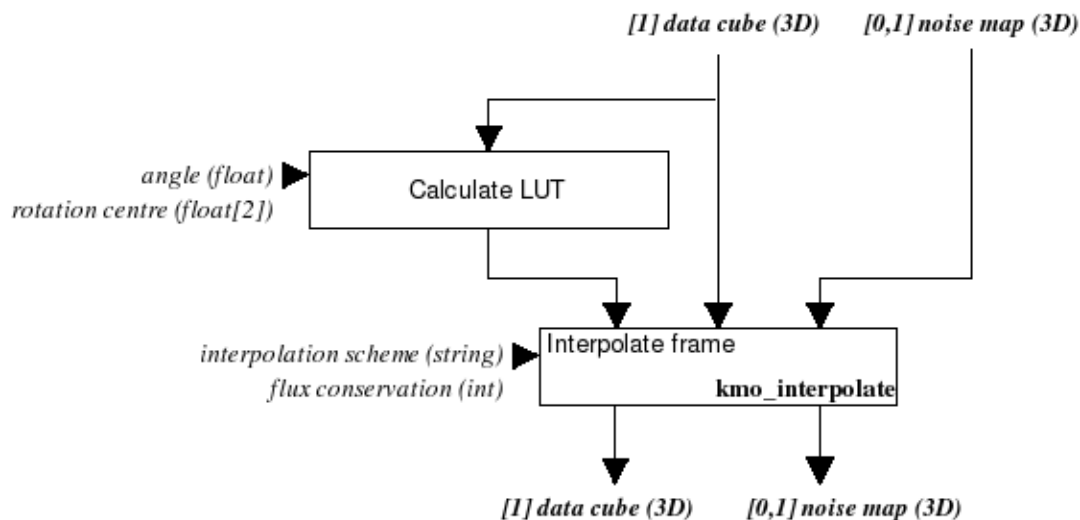 [1] data cube (3D) [0,1] noise map (3D)
angle (float)
rotation centre (float[2])
Calculate LUT
interpolation scheme (string)
flux conservation (int)
Interpolate frame
kmo_interpolate
[1] data cube (3D) [0,1] noise map (3D)